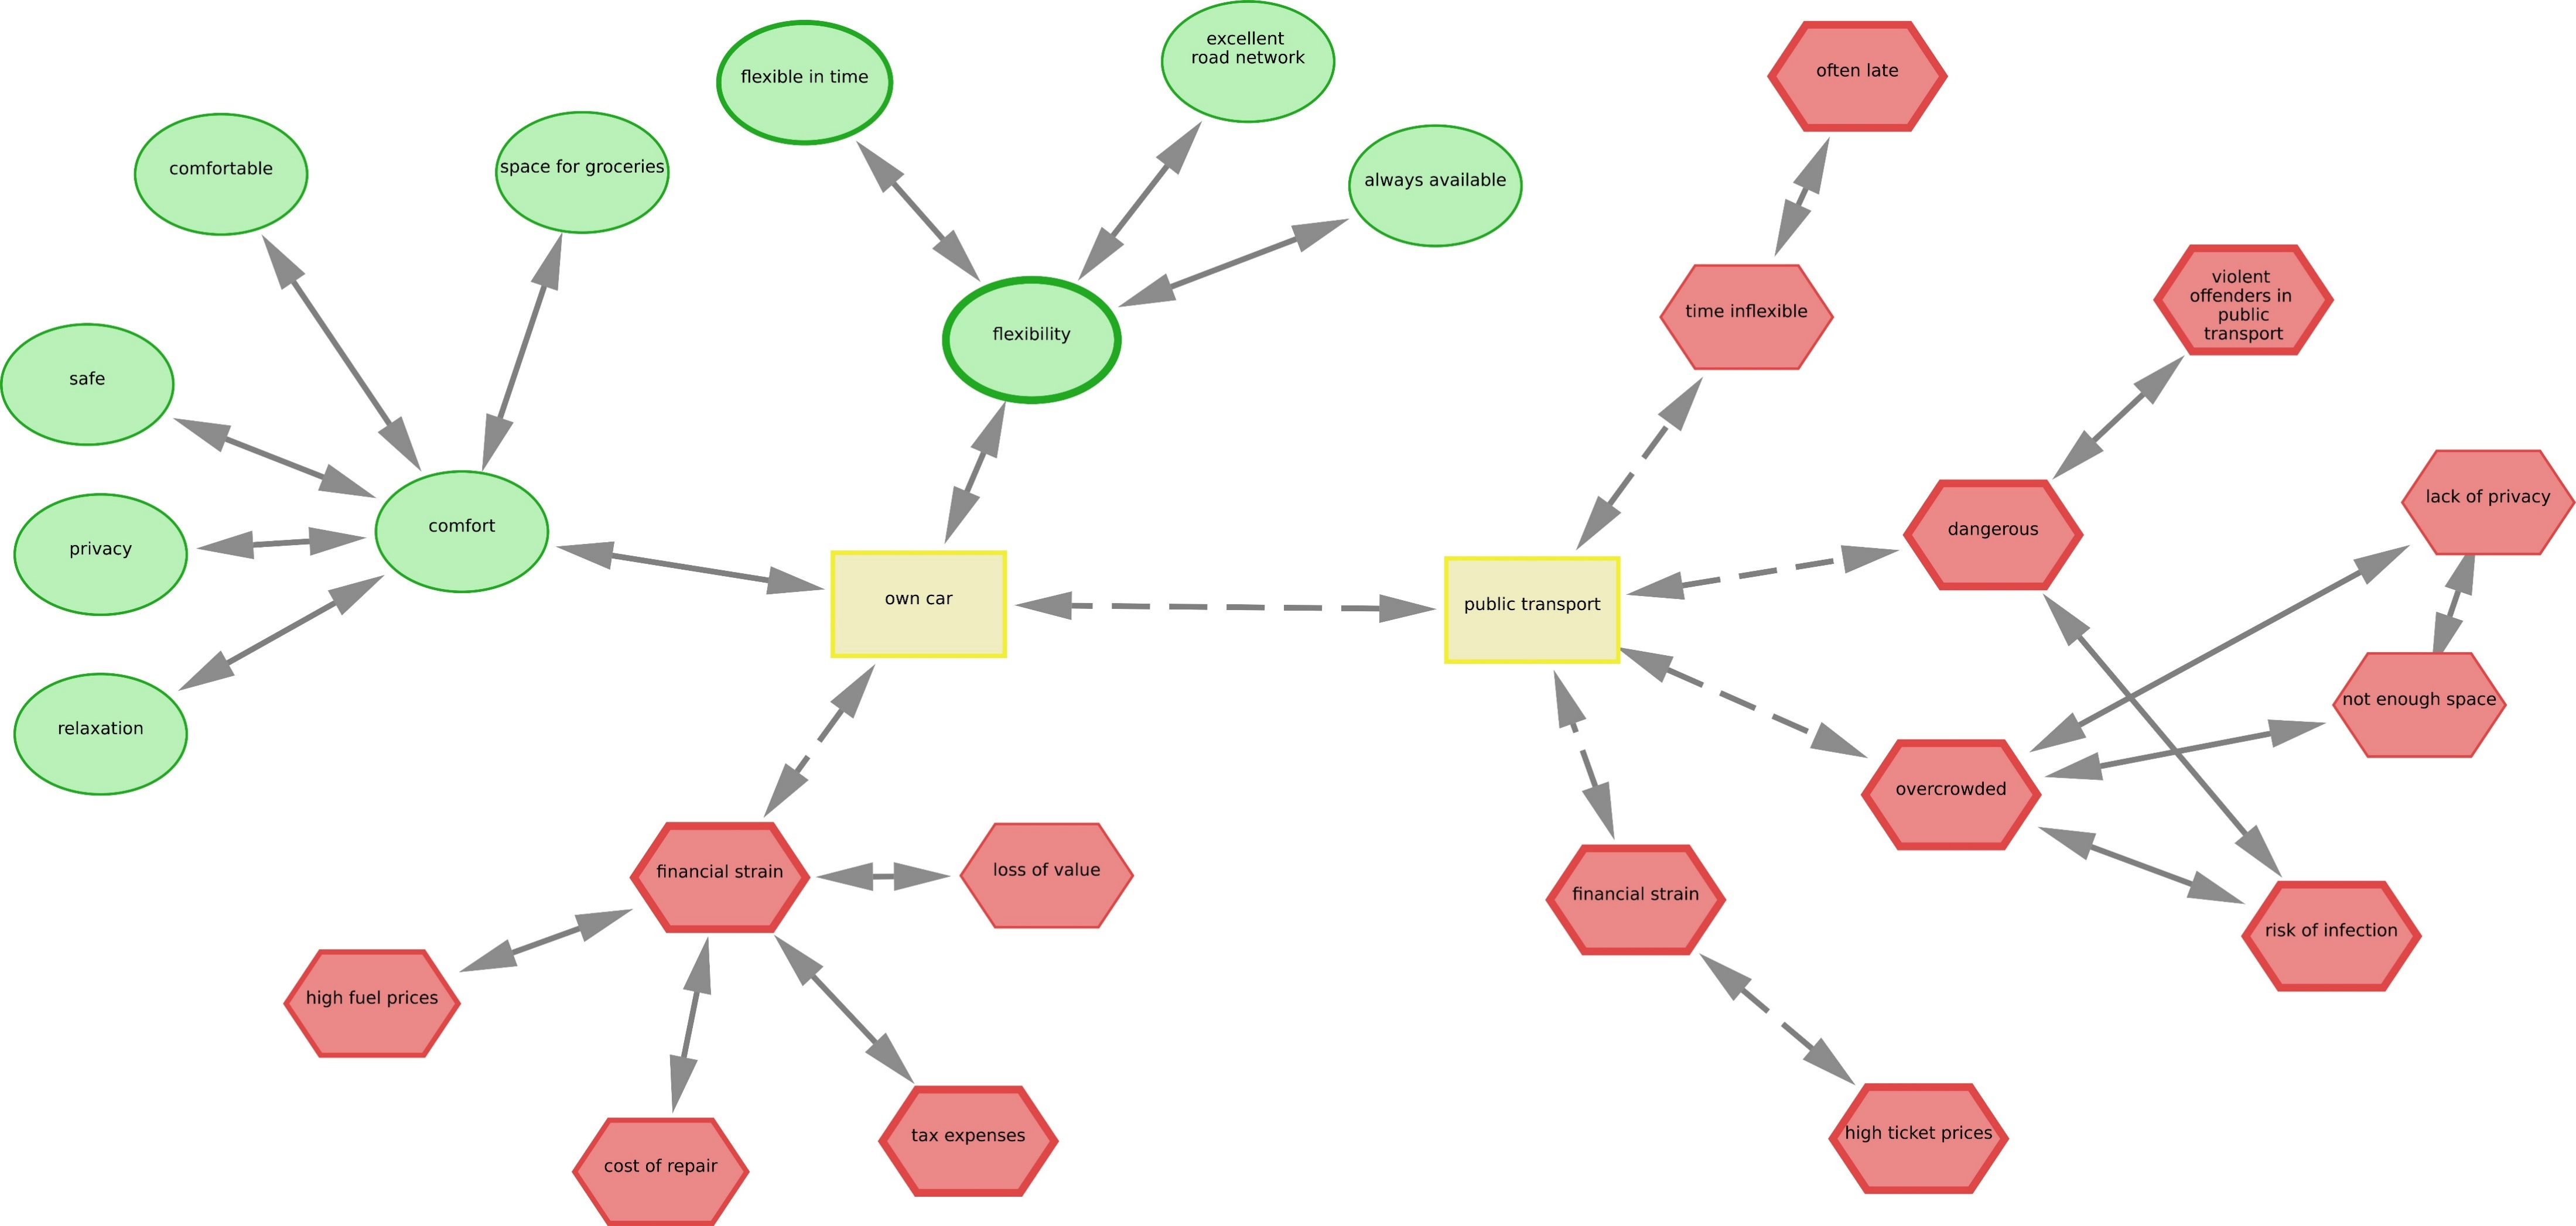 excellent
road network
often late
flexible in time
comfortable
space for groceries
always available
violent
offenders in
public
transport
time inflexible
flexibility
safe
lack of privacy
comfort
dangerous
privacy
own car
public transport
not enough space
relaxation
overcrowded
financial strain
loss of value
financial strain
risk of infection
high fuel prices
tax expenses
high ticket prices
cost of repair